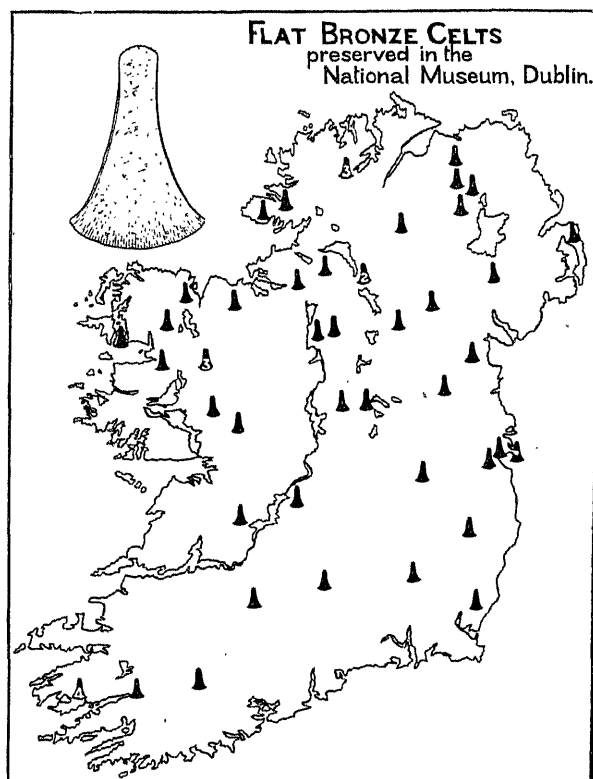 FLAT BRONZE CELTS
preserved in the
National Museum, Dublin.